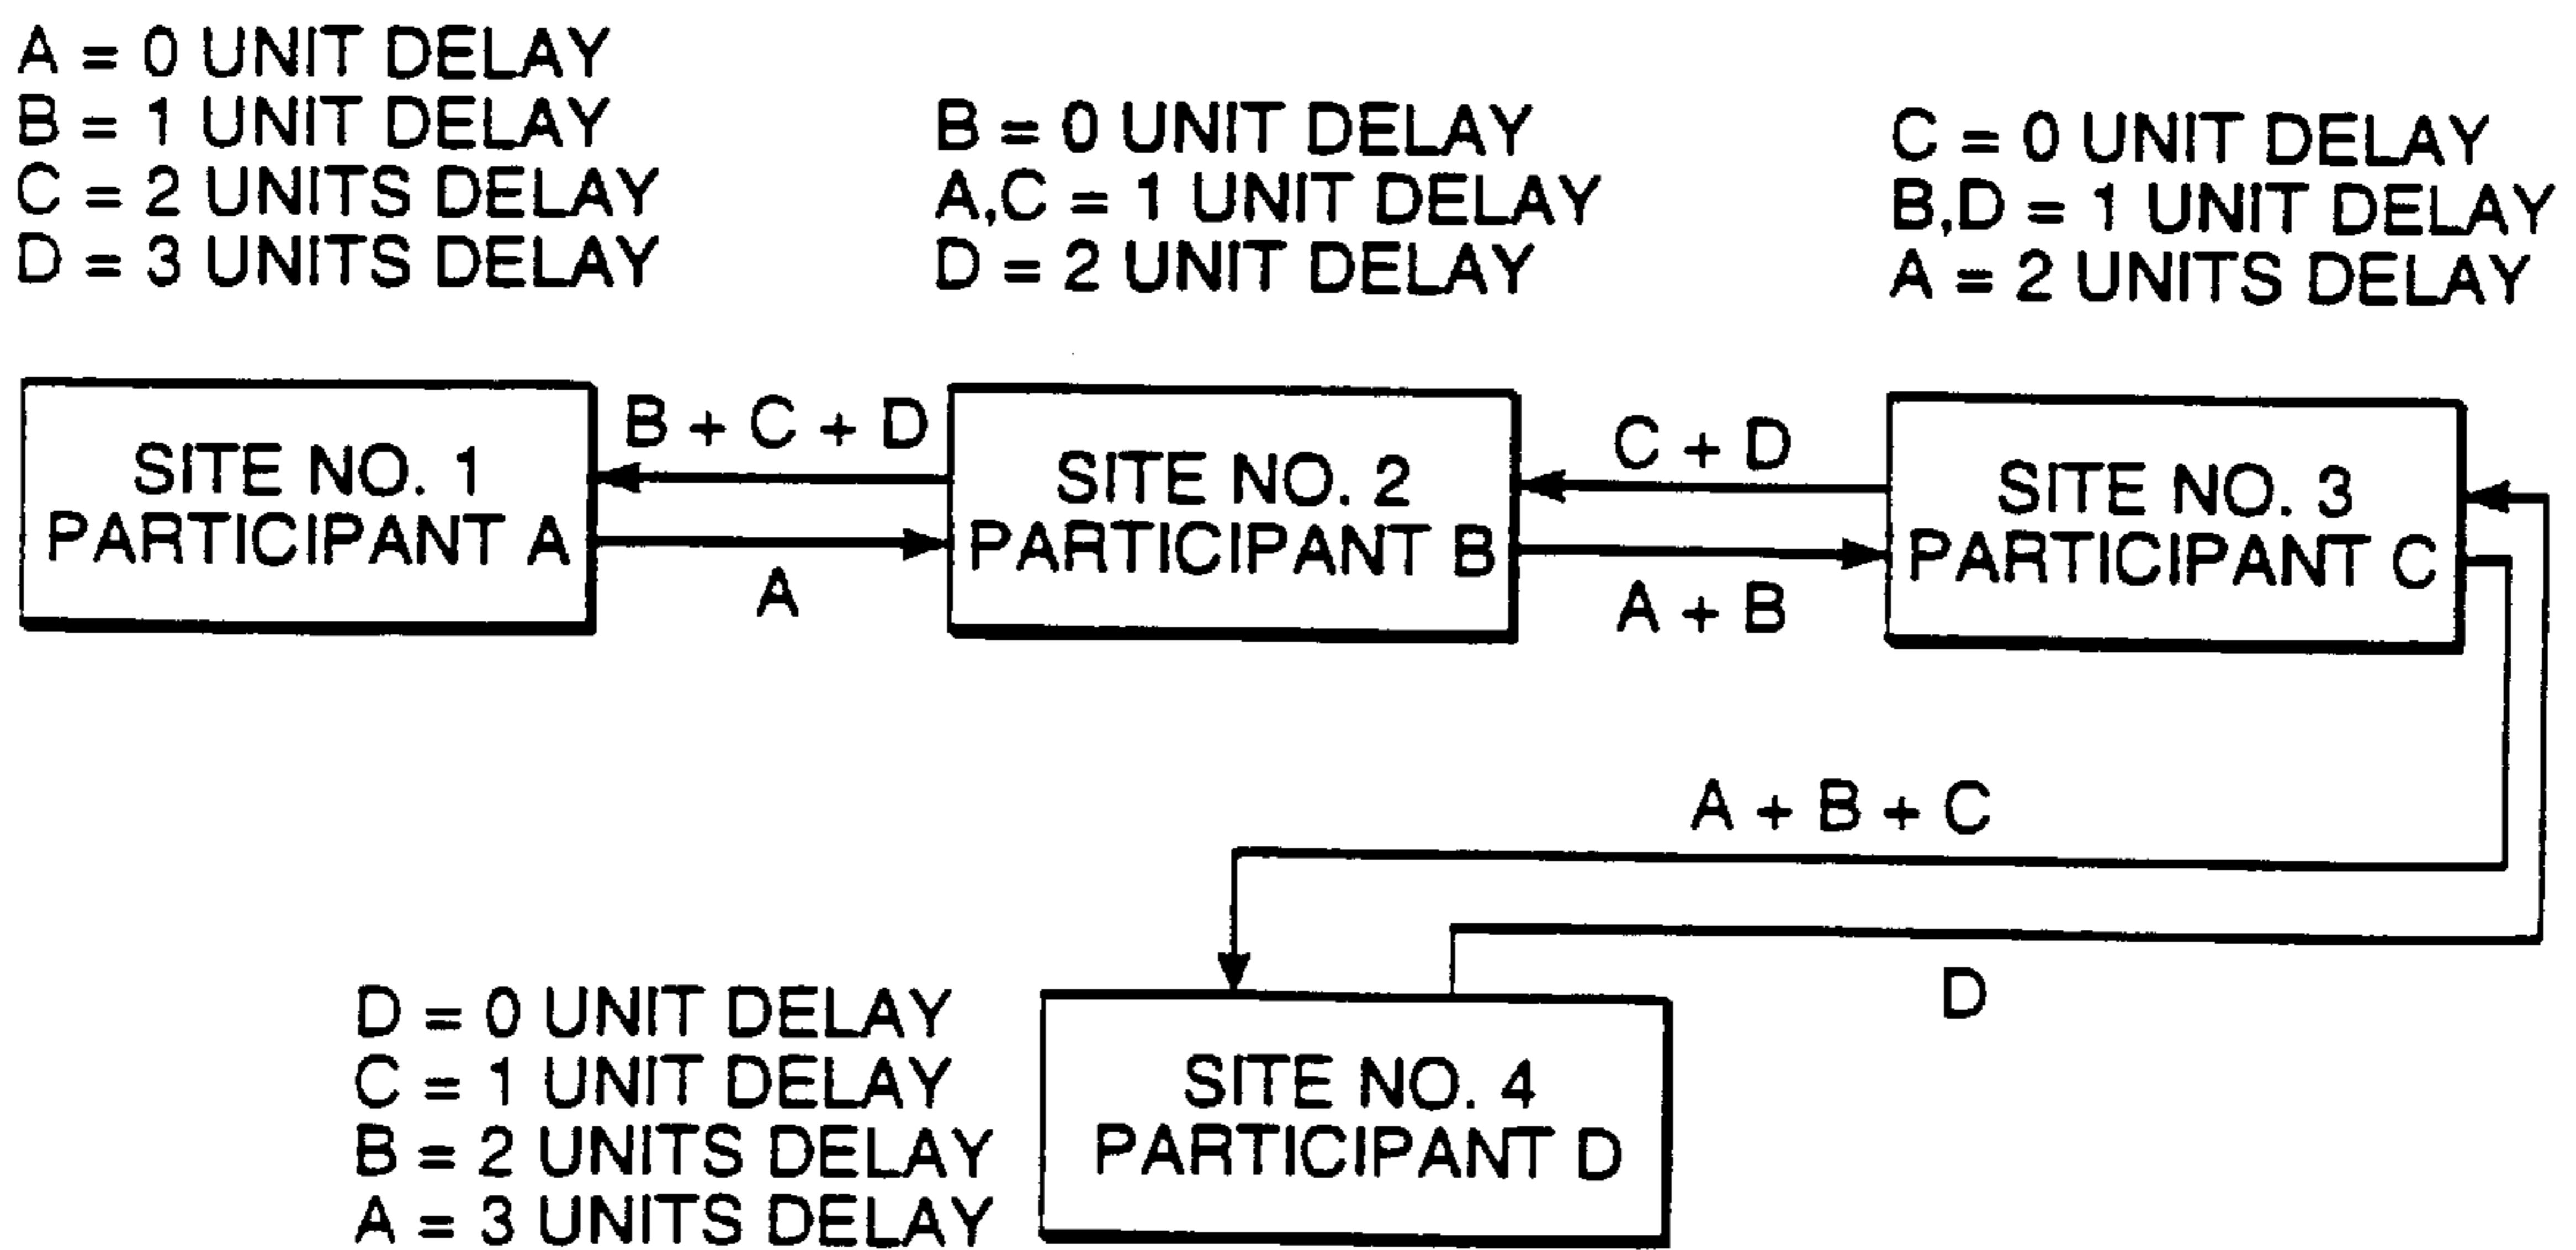 A = 0 UNIT DELAY
B = 1 UNIT DELAY
C = 2 UNITS DELAY
D = 3 UNITS DELAY
B = 0 UNIT DELAY
A,C = 1 UNIT DELAY
D = 2 UNIT DELAY
C = 0 UNIT DELAY
B,D = 1 UNIT DELAY
A = 2 UNITS DELAY
SITE NO. 1
PARTICIPANT A
B + C + D
A
SITE NO. 2
PARTICIPANT B
C + D
A + B
SITE NO. 3
PARTICIPANT C
A + B + C
D
D = 0 UNIT DELAY
C = 1 UNIT DELAY
B = 2 UNITS DELAY
A = 3 UNITS DELAY
SITE NO. 4
PARTICIPANT D